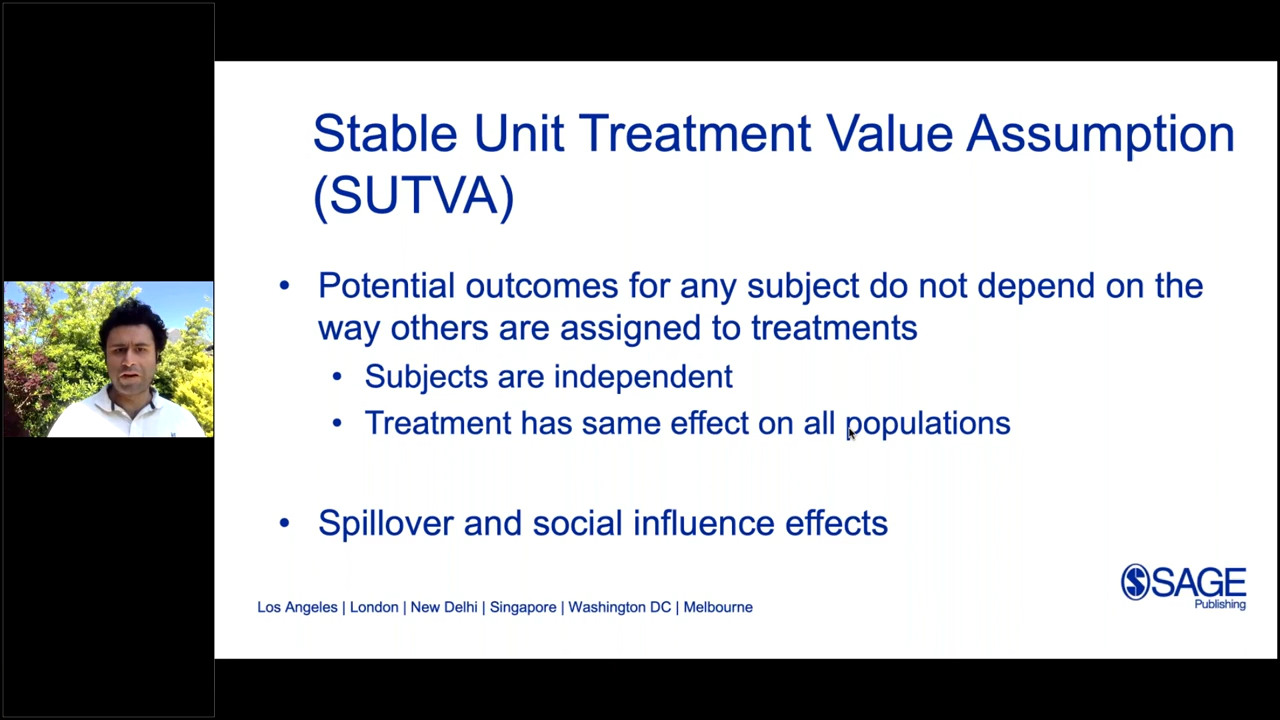 Stable Unit Treatment Value Assumption
(SUTVA)
• Potential outcomes for any subject do not depend on the
way others are assigned to treatments
• Subjects are independent
• Treatment has same effect on all populations
• Spillover and social influence effects
SAGE
Publishing
Los Angeles | London | New Delhi | Singapore | Washington DC | Melbourne